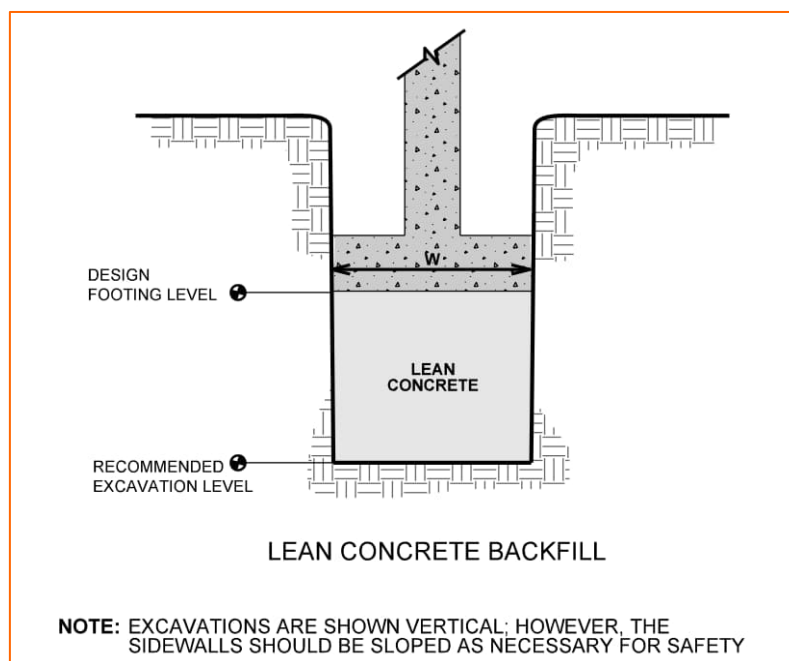 W
DESIGN
FOOTING LEVEL
LEAN
CONCRETE
RECOMMENDED
EXCAVATION LEVEL
LEAN CONCRETE BACKFILL
NOTE: EXCAVATIONS ARE SHOWN VERTICAL; HOWEVER, THE
SIDEWALLS SHOULD BE SLOPED AS NECESSARY FOR SAFETY